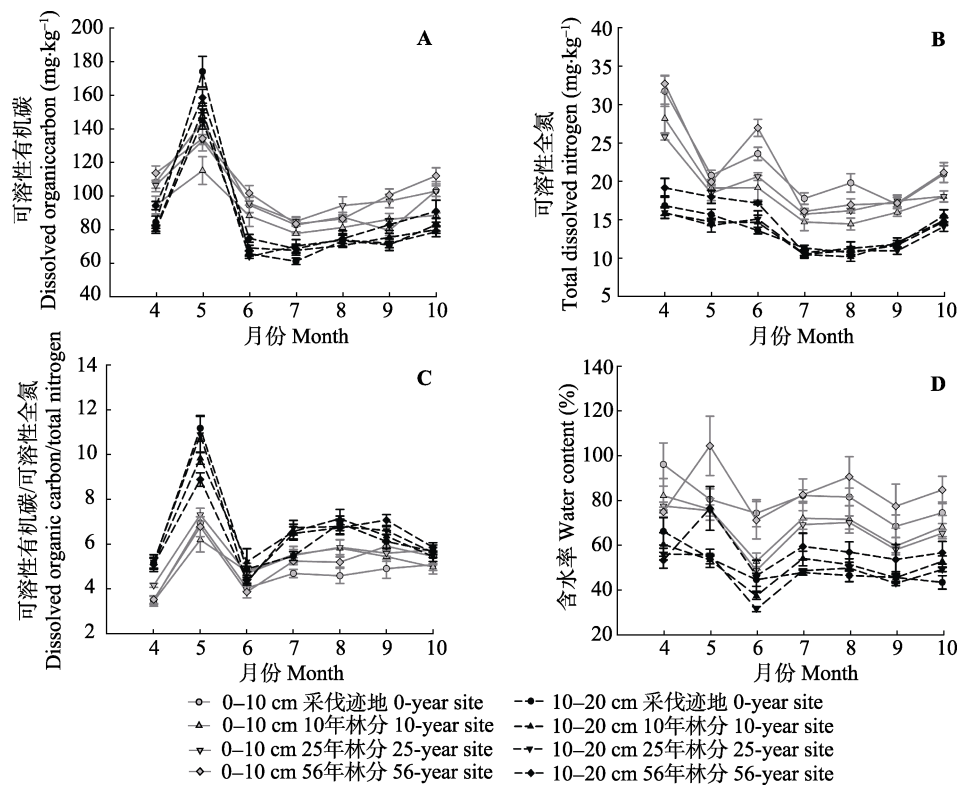 A
可溶性有机碳
Dissolved organiccarbon (mg·kg⁻¹)
200
180
160
140
120
100
80
60
40
4 5 6 7 8 9 10
月份 Month
B
可溶性全氮
Total dissolved nitrogen (mg·kg⁻¹)
40
35
30
25
20
15
10
5
4 5 6 7 8 9 10
月份 Month
C
可溶性有机碳/可溶性全氮
Dissolved organic carbon/total nitrogen
14
12
10
8
6
4
2
4 5 6 7 8 9 10
月份 Month
D
含水率 Water content (%)
140
120
100
80
60
40
20
4 5 6 7 8 9 10
月份 Month
0–10 cm 采伐迹地 0-year site
0–10 cm 10年林分 10-year site
0–10 cm 25年林分 25-year site
0–10 cm 56年林分 56-year site
10–20 cm 采伐迹地 0-year site
10–20 cm 10年林分 10-year site
10–20 cm 25年林分 25-year site
10–20 cm 56年林分 56-year site